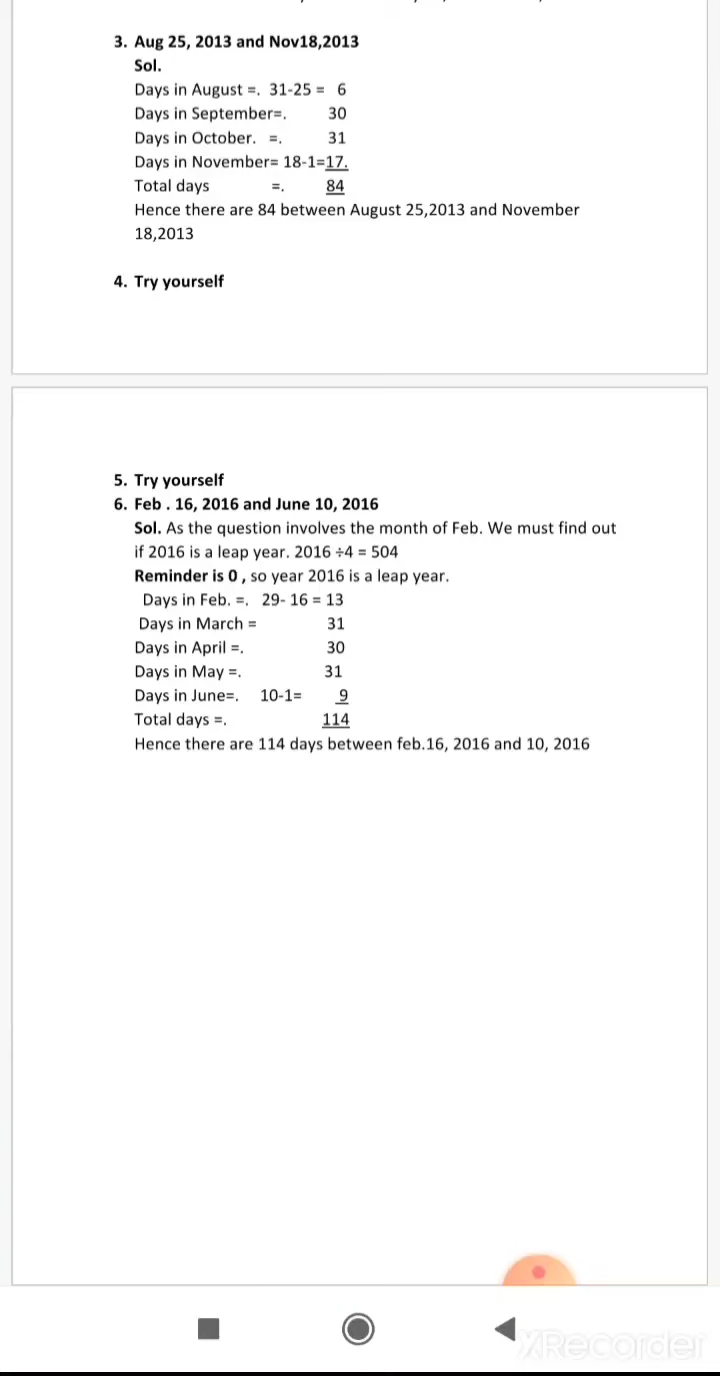 3. Aug 25, 2013 and Nov18,2013
Sol.
Days in August =. 31-25 = 6
Days in September=. 30
Days in October. =. 31
Days in November= 18-1=17.
Total days =. 84
Hence there are 84 between August 25,2013 and November
18,2013
4. Try yourself
5. Try yourself
6. Feb . 16, 2016 and June 10, 2016
Sol. As the question involves the month of Feb. We must find out
if 2016 is a leap year. 2016 ÷4 = 504
Reminder is 0 , so year 2016 is a leap year.
Days in Feb. =. 29- 16 = 13
Days in March = 31
Days in April =. 30
Days in May =. 31
Days in June=. 10-1= 9
Total days =. 114
Hence there are 114 days between feb.16, 2016 and 10, 2016
XRecorder